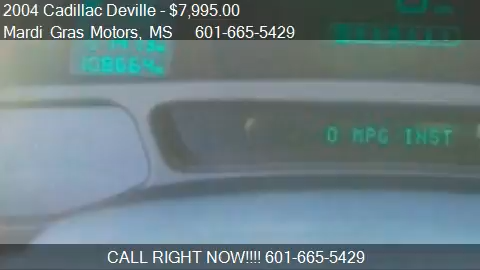 2004 Cadillac Deville - $7,995.00
Mardi Gras Motors, MS 601-665-5429
0 MPG INST
CALL RIGHT NOW!!!! 601-665-5429